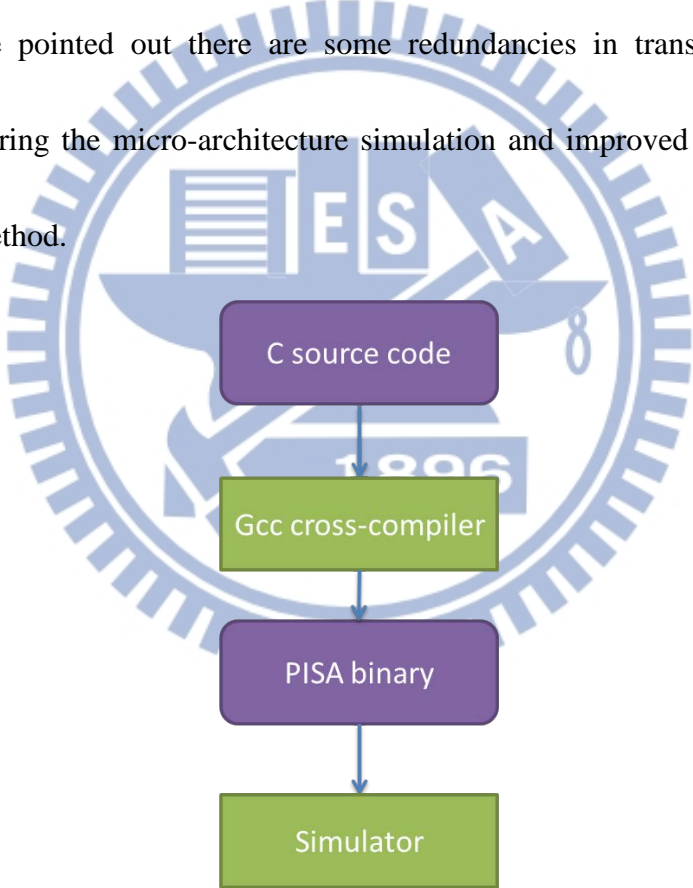 pointed out there are some redundancies in trans
ring the micro-architecture simulation and improved
ethod.
E S A
C source code
1896
Gcc cross-compiler
PISA binary
Simulator